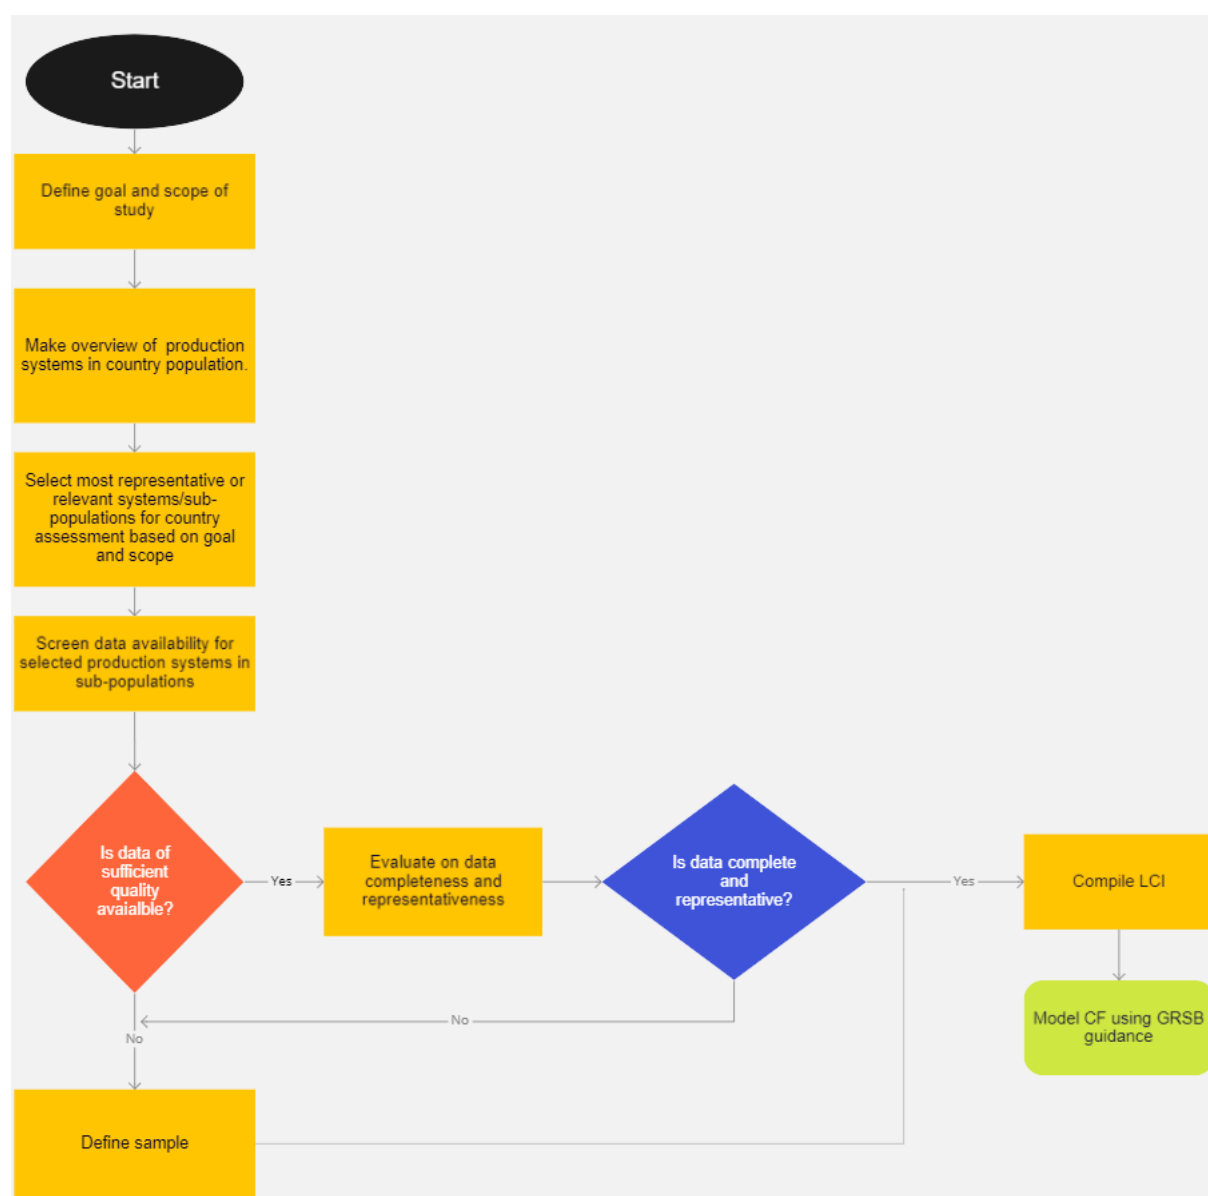 Start
Define goal and scope of
study
Make overview of production
systems in country population.
Select most representative or
relevant systems/sub-
populations for country
assessment based on goal
and scope
Screen data availability for
selected production systems in
sub-populations
Is data of
sufficient
quality
avaialble?
Yes
Evaluate on data
completeness and
representativeness
Is data complete
and
representative?
Yes
Compile LCI
No
No
Model CF using GRSB
guidance
Define sample